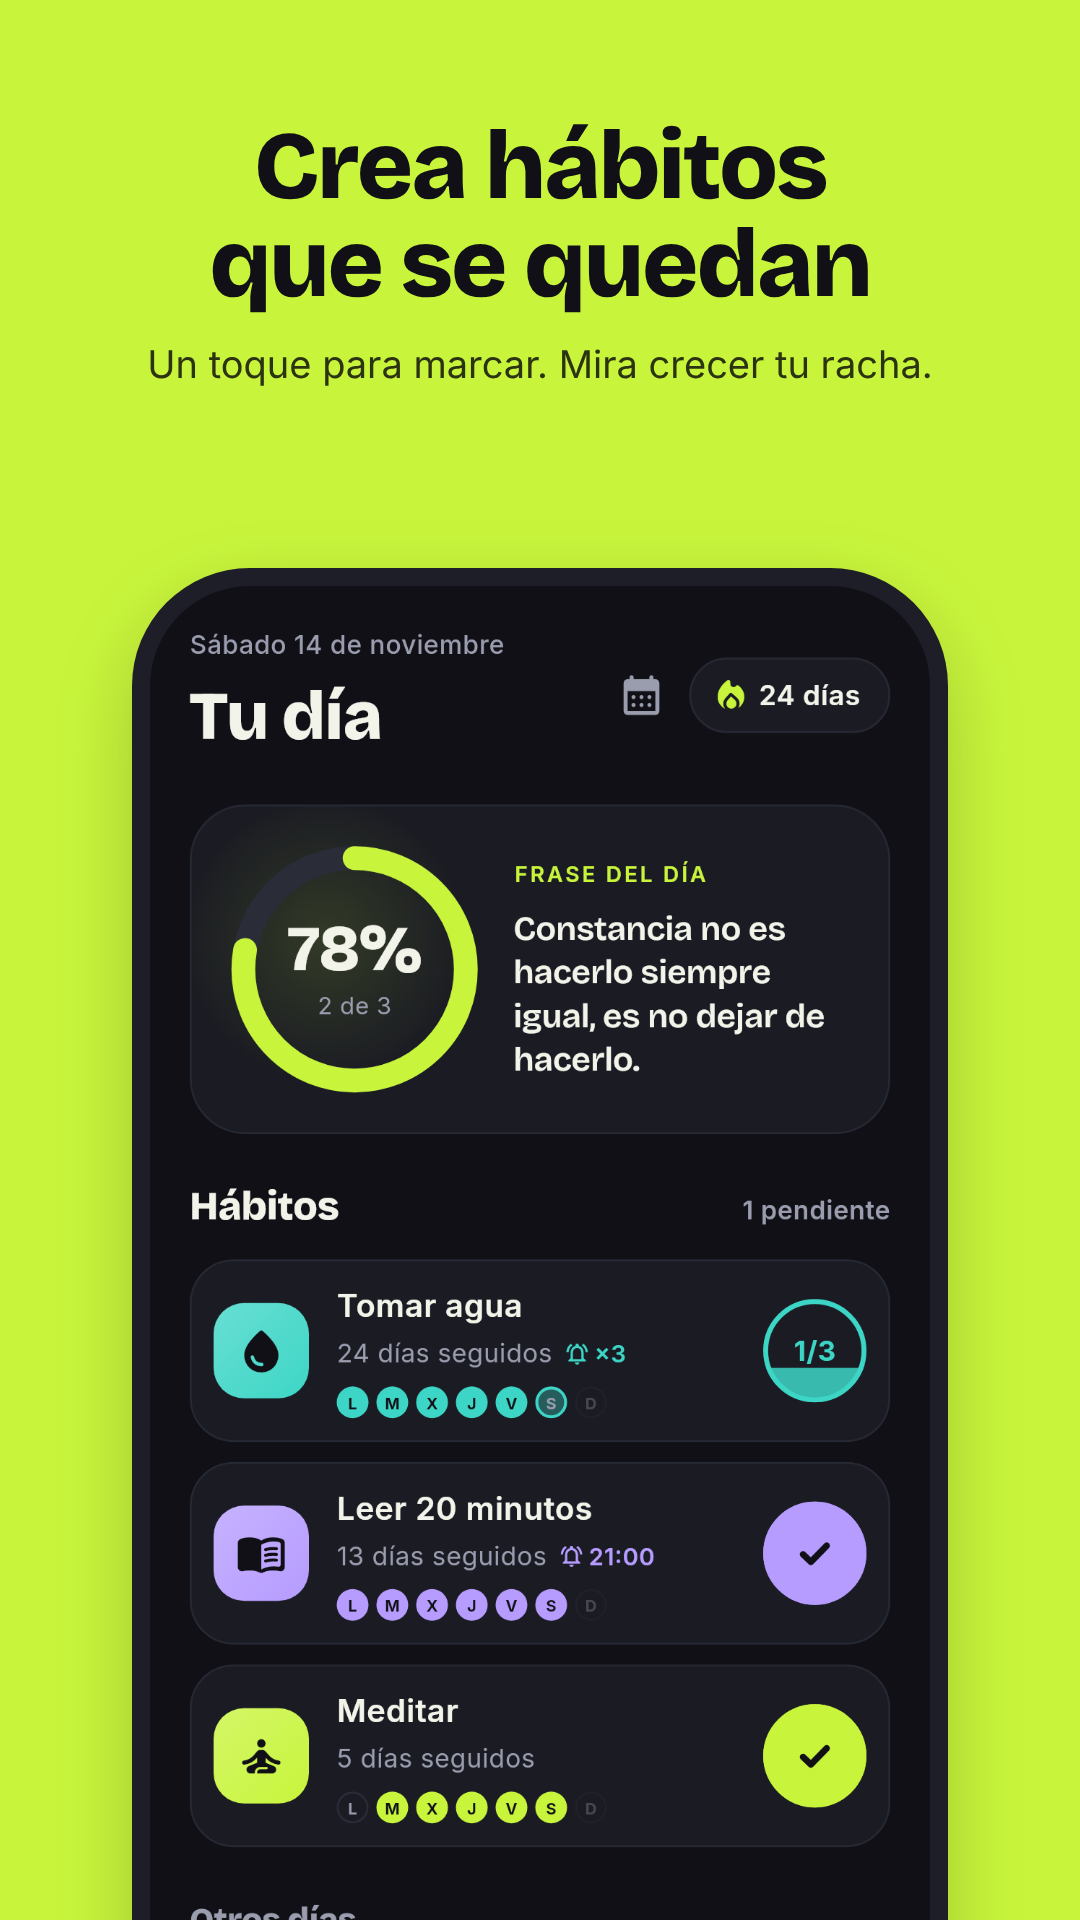 Crea hábitos
que se quedan
Un toque para marcar. Mira crecer tu racha.
Sábado 14 de noviembre
Tu día
24 días
78%
2 de 3
FRASE DEL DÍA
Constancia no es
hacerlo siempre
igual, es no dejar de
hacerlo.
Hábitos
1 pendiente
Tomar agua
24 días seguidos ×3
L M X J V S D
1/3
Leer 20 minutos
13 días seguidos 21:00
L M X J V S D
Meditar
5 días seguidos
L M X J V S D
Otros días